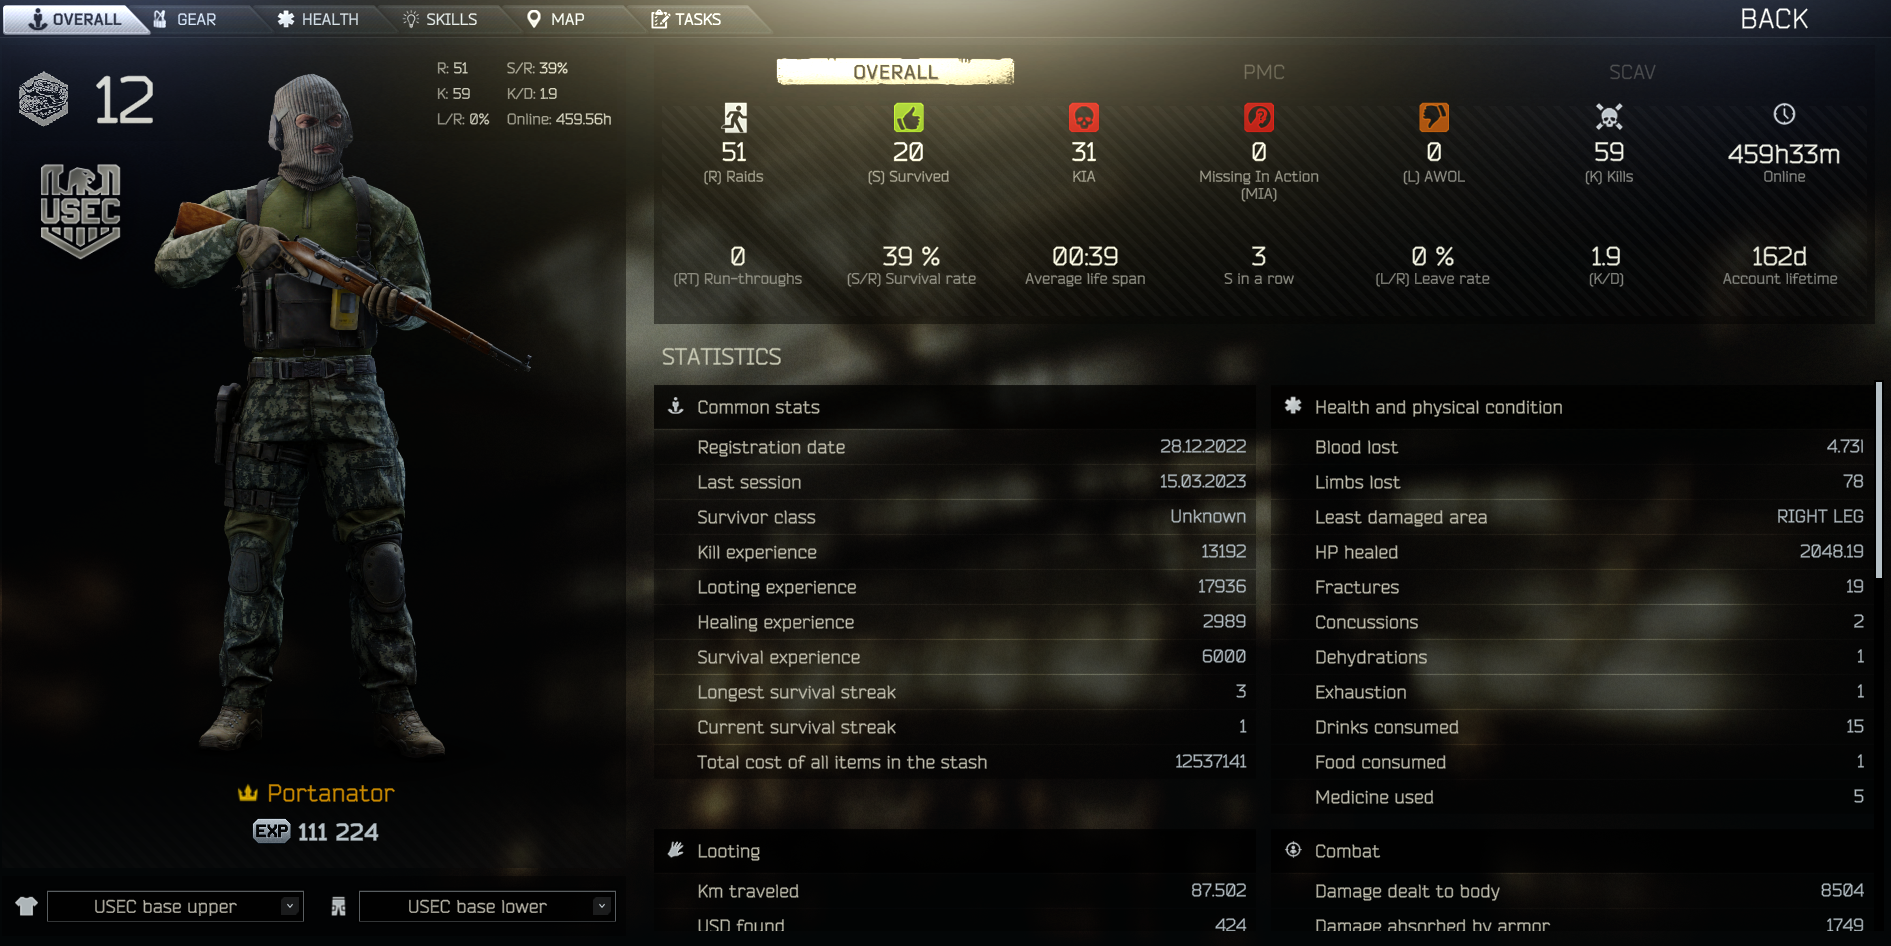 OVERALL
GEAR
HEALTH
SKILLS
MAP
TASKS
BACK
12
USEC
R: 51 S/R: 39%
K: 59 K/D: 1.9
L/R: 0% Online: 459.56h
Portanator
EXP 111 224
USEC base upper
USEC base lower
OVERALL
PMC
SCAV
51
(R) Raids
20
(S) Survived
31
KIA
0
Missing In Action
(MIA)
0
(L) AWOL
59
(K) Kills
459h33m
Online
0
(RT) Run-throughs
39 %
(S/R) Survival rate
00:39
Average life span
3
S in a row
0 %
(L/R) Leave rate
1.9
(K/D)
162d
Account lifetime
STATISTICS
Common stats
Registration date 28.12.2022
Last session 15.03.2023
Survivor class Unknown
Kill experience 13192
Looting experience 17936
Healing experience 2989
Survival experience 6000
Longest survival streak 3
Current survival streak 1
Total cost of all items in the stash 12537141
Health and physical condition
Blood lost 4.73l
Limbs lost 78
Least damaged area RIGHT LEG
HP healed 2048.19
Fractures 19
Concussions 2
Dehydrations 1
Exhaustion 1
Drinks consumed 15
Food consumed 1
Medicine used 5
Looting
Km traveled 87.502
USD found 424
Combat
Damage dealt to body 8504
Damage absorbed by armor 1749